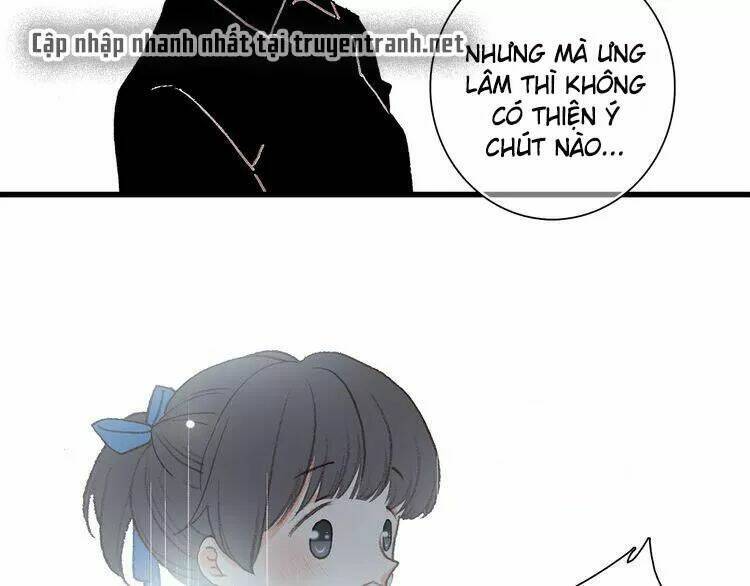 Cập nhập nhanh nhất tại truyentranh.net
NHƯNG MÀ ƯNG
LÂM THÌ KHÔNG
CÓ THIỆN Ý
CHÚT NÀO...